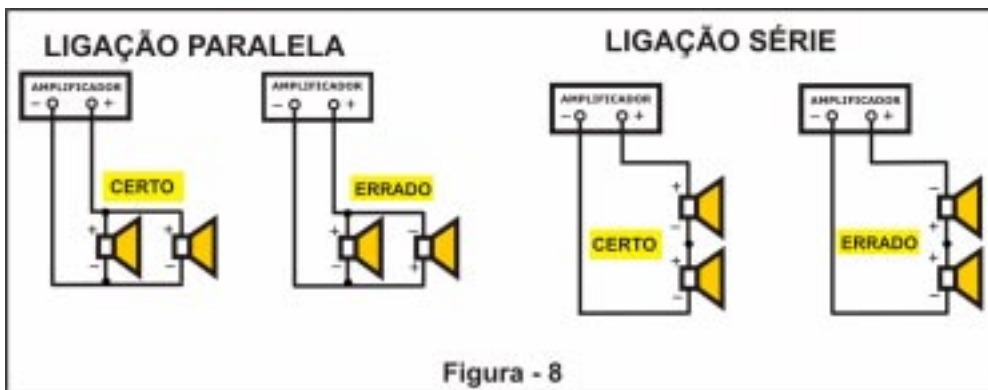 LIGAÇÃO PARALELA
AMPLIFICADOR
− +
CERTO
+ +
− −
AMPLIFICADOR
− +
ERRADO
+ −
− +
LIGAÇÃO SÉRIE
AMPLIFICADOR
− +
+
−
CERTO
+
−
AMPLIFICADOR
− +
−
+
ERRADO
+
−
Figura - 8